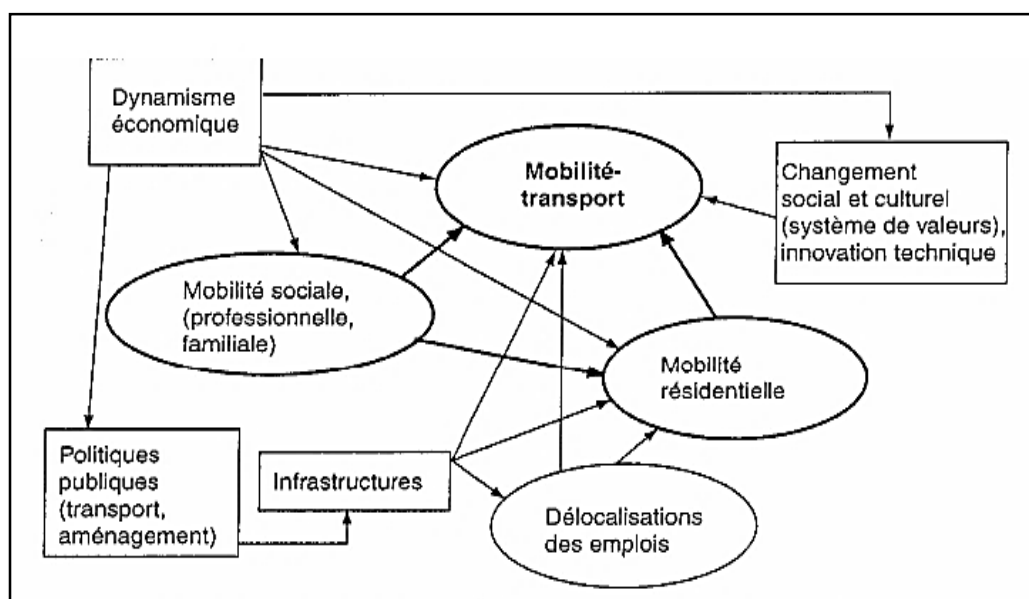 Dynamisme
économique
Mobilité-
transport
Changement
social et culturel
(système de valeurs),
innovation technique
Mobilité sociale,
(professionnelle,
familiale)
Mobilité
résidentielle
Politiques
publiques
(transport,
aménagement)
Infrastructures
Délocalisations
des emplois